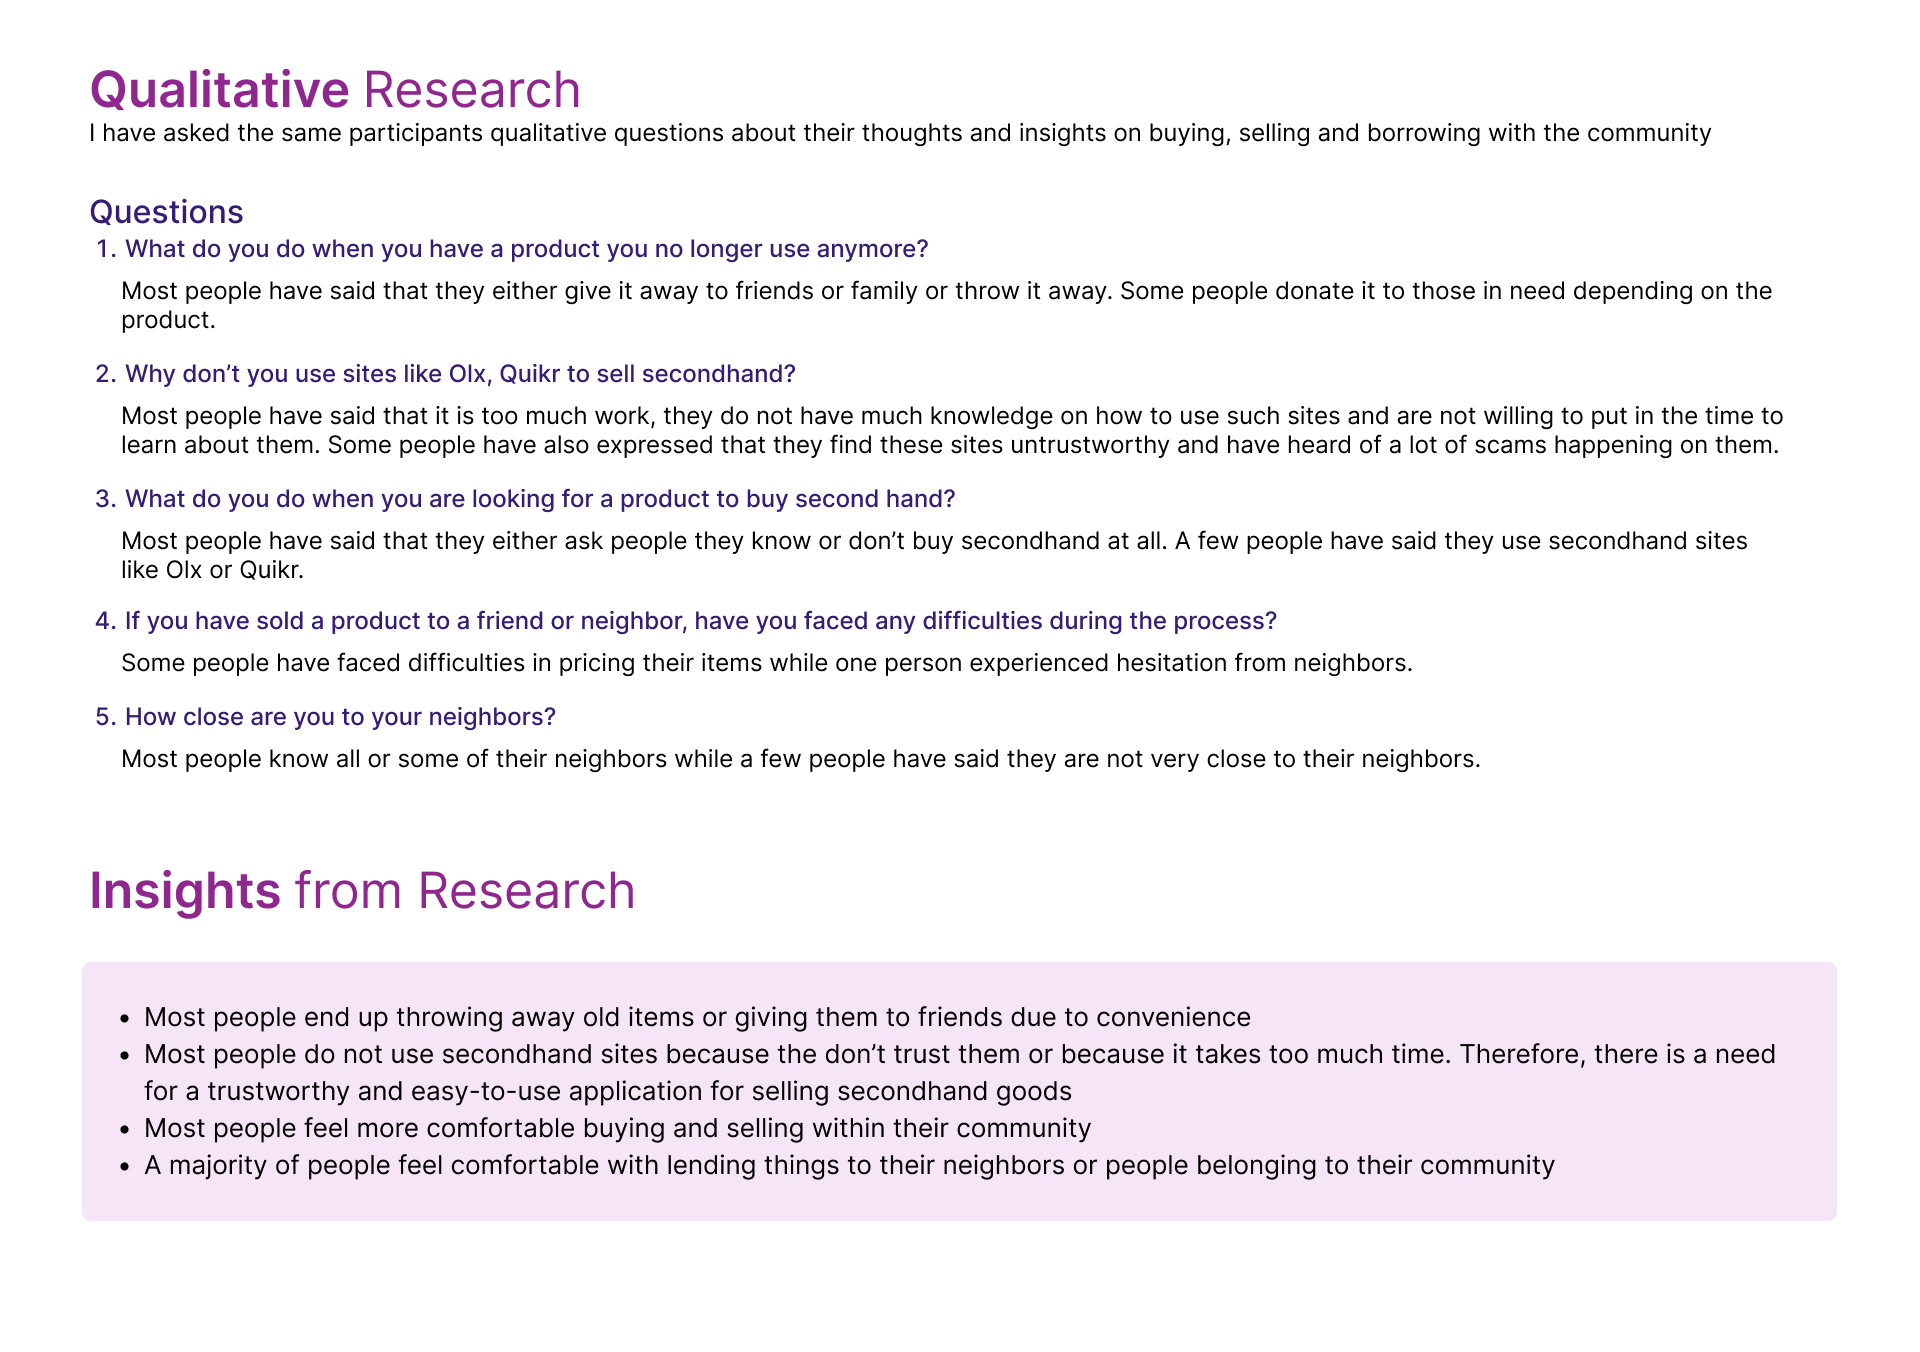 Qualitative Research
I have asked the same participants qualitative questions about their thoughts and insights on buying, selling and borrowing with the community
Questions
1. What do you do when you have a product you no longer use anymore?
Most people have said that they either give it away to friends or family or throw it away. Some people donate it to those in need depending on the
product.
2. Why don’t you use sites like Olx, Quikr to sell secondhand?
Most people have said that it is too much work, they do not have much knowledge on how to use such sites and are not willing to put in the time to
learn about them. Some people have also expressed that they find these sites untrustworthy and have heard of a lot of scams happening on them.
3. What do you do when you are looking for a product to buy second hand?
Most people have said that they either ask people they know or don’t buy secondhand at all. A few people have said they use secondhand sites
like Olx or Quikr.
4. If you have sold a product to a friend or neighbor, have you faced any difficulties during the process?
Some people have faced difficulties in pricing their items while one person experienced hesitation from neighbors.
5. How close are you to your neighbors?
Most people know all or some of their neighbors while a few people have said they are not very close to their neighbors.
Insights from Research
• Most people end up throwing away old items or giving them to friends due to convenience
• Most people do not use secondhand sites because the don’t trust them or because it takes too much time. Therefore, there is a need
for a trustworthy and easy-to-use application for selling secondhand goods
• Most people feel more comfortable buying and selling within their community
• A majority of people feel comfortable with lending things to their neighbors or people belonging to their community